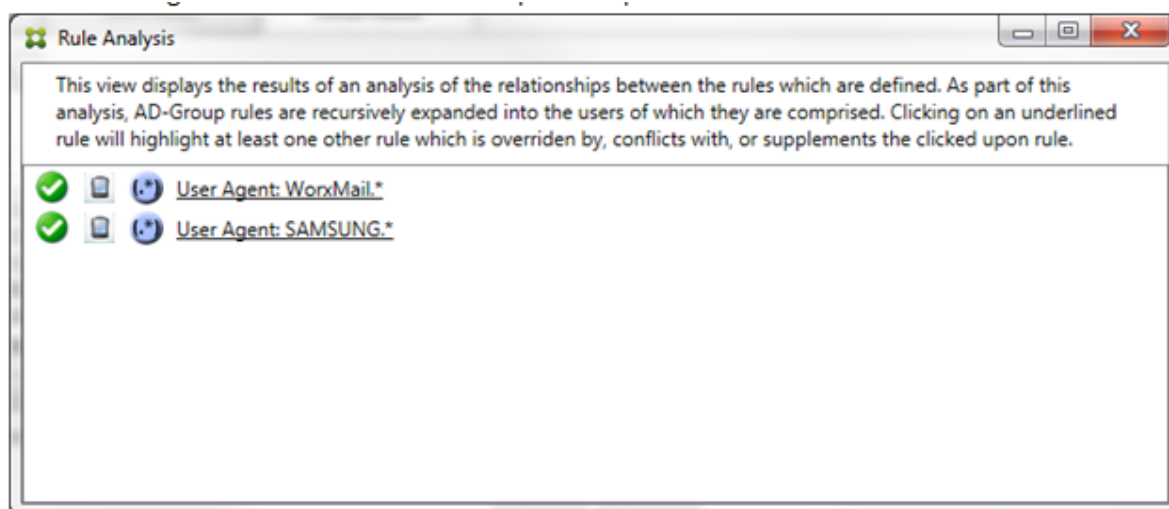 Rule Analysis
This view displays the results of an analysis of the relationships between the rules which are defined. As part of this
analysis, AD-Group rules are recursively expanded into the users of which they are comprised. Clicking on an underlined
rule will highlight at least one other rule which is overriden by, conflicts with, or supplements the clicked upon rule.
(.*) User Agent: WorxMail.*
(.*) User Agent: SAMSUNG.*